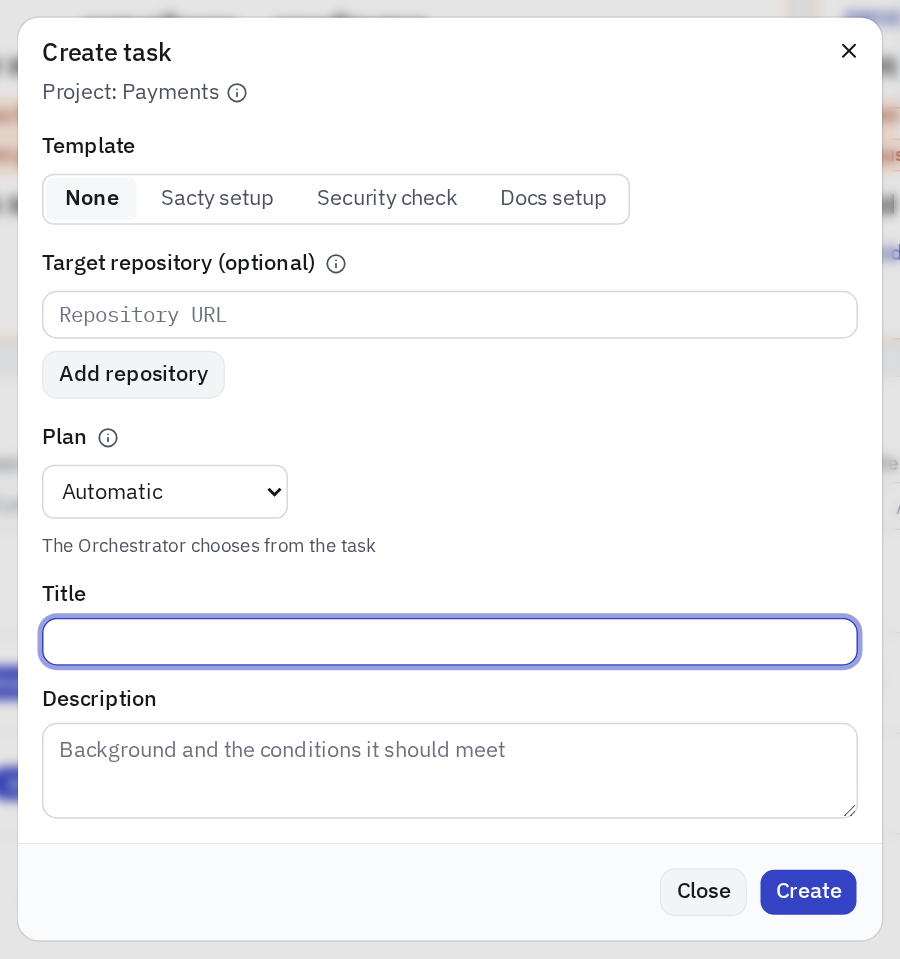 Create task
Project: Payments
Template
None Sacty setup Security check Docs setup
Target repository (optional)
Repository URL
Add repository
Plan
Automatic
The Orchestrator chooses from the task
Title
Description
Background and the conditions it should meet
Close Create